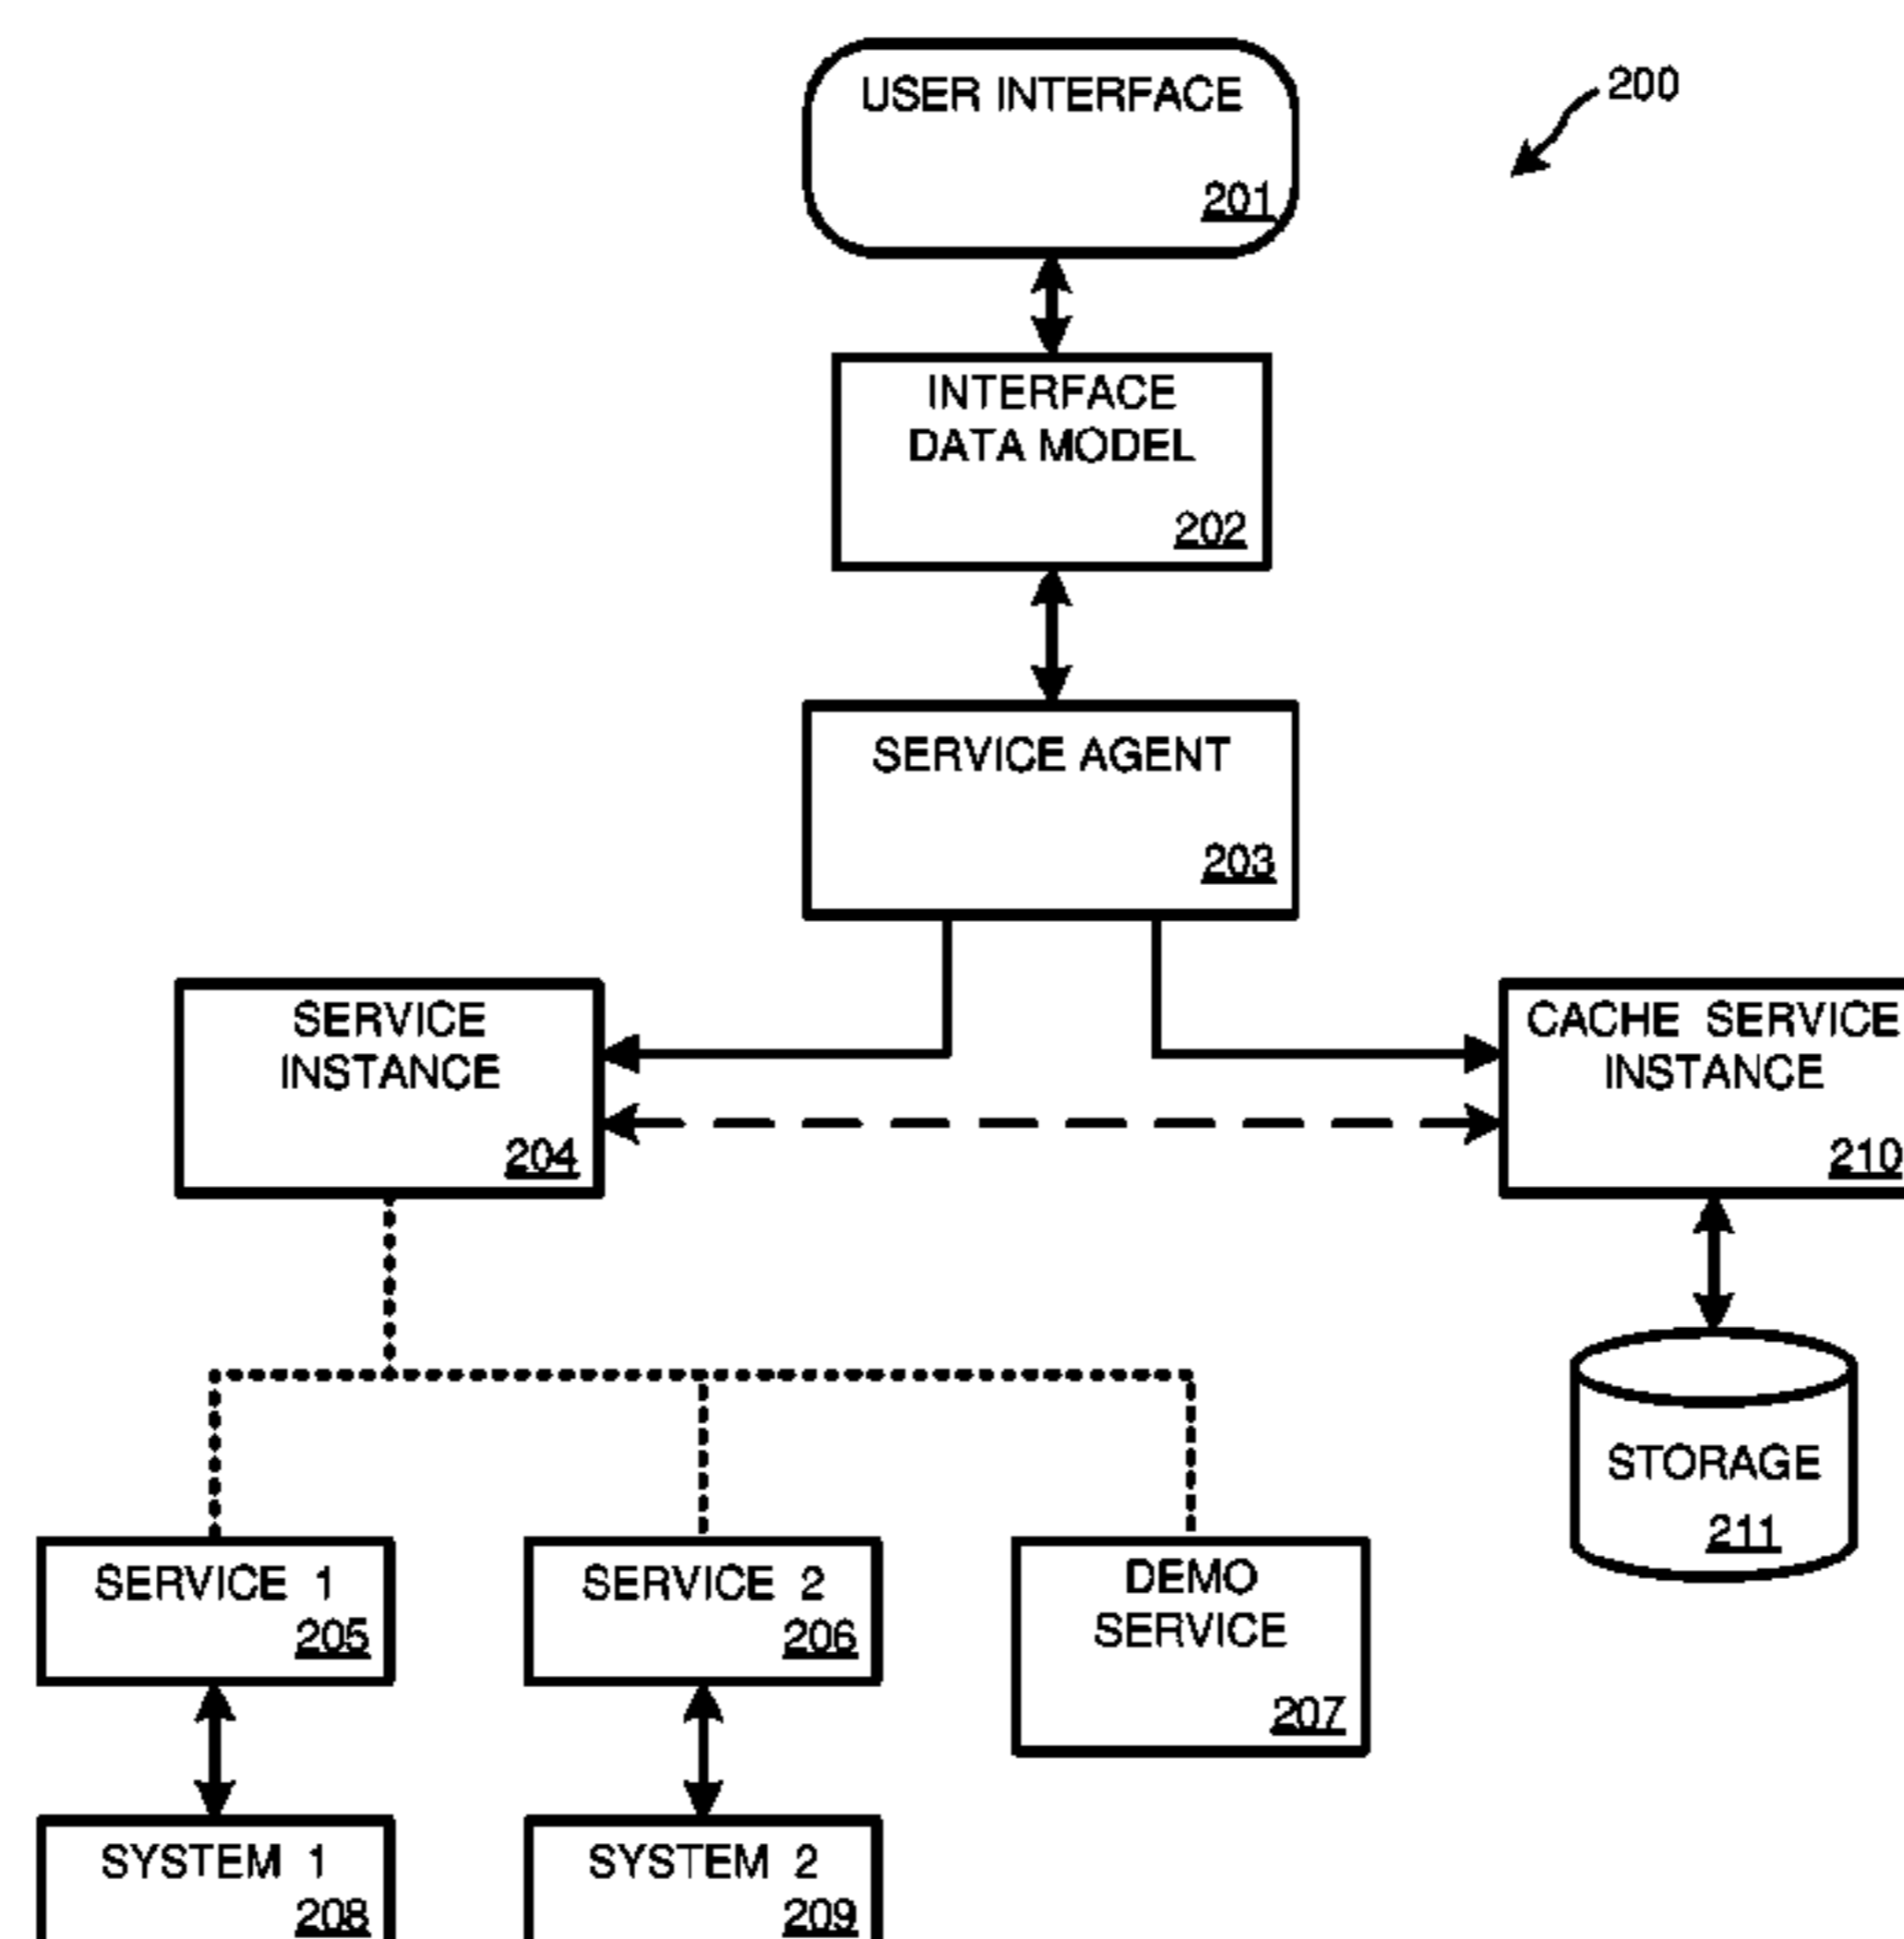 USER INTERFACE
201
200
INTERFACE
DATA MODEL
202
SERVICE AGENT
203
SERVICE
INSTANCE
204
CACHE SERVICE
INSTANCE
210
STORAGE
211
SERVICE 1
205
SERVICE 2
206
DEMO
SERVICE
207
SYSTEM 1
208
SYSTEM 2
209